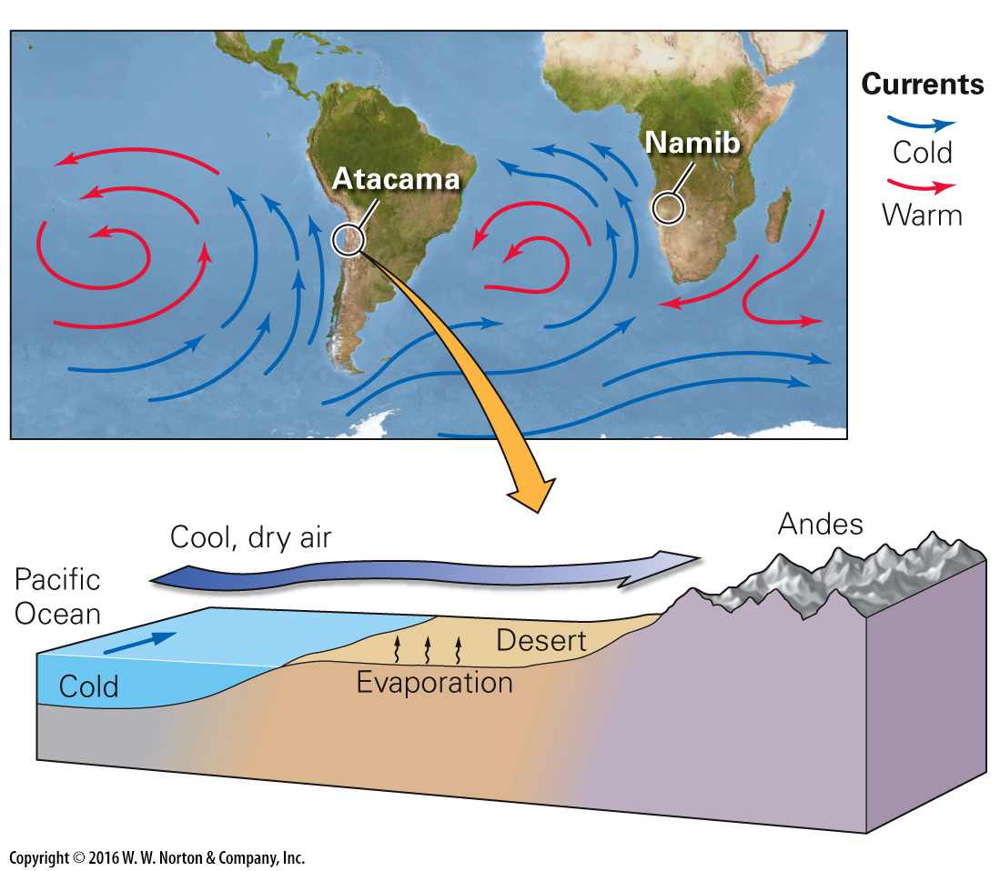 Currents
Cold
Warm
Namib
Atacama
Cool, dry air
Andes
Pacific
Ocean
Desert
Cold
Evaporation
Copyright © 2016 W. W. Norton & Company, Inc.